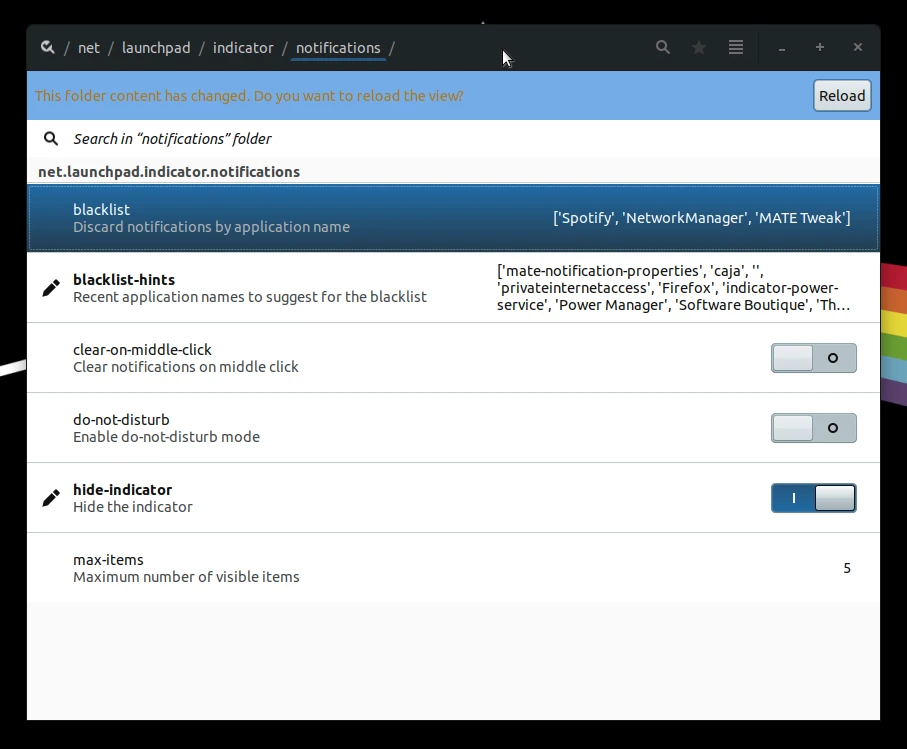 / net / launchpad / indicator / notifications /
This folder content has changed. Do you want to reload the view?
Reload
Search in “notifications” folder
net.launchpad.indicator.notifications
blacklist
Discard notifications by application name
['Spotify', 'NetworkManager', 'MATE Tweak']
blacklist-hints
Recent application names to suggest for the blacklist
['mate-notification-properties', 'caja', '',
'privateinternetaccess', 'Firefox', 'indicator-power-
service', 'Power Manager', 'Software Boutique', 'Th…
clear-on-middle-click
Clear notifications on middle click
do-not-disturb
Enable do-not-disturb mode
hide-indicator
Hide the indicator
max-items
Maximum number of visible items
5